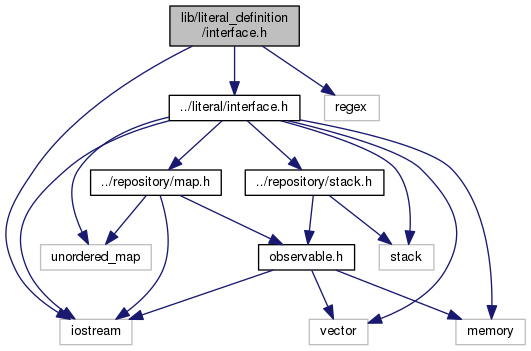 lib/literal_definition
/interface.h
../literal/interface.h
regex
../repository/map.h
../repository/stack.h
unordered_map
observable.h
stack
iostream
vector
memory